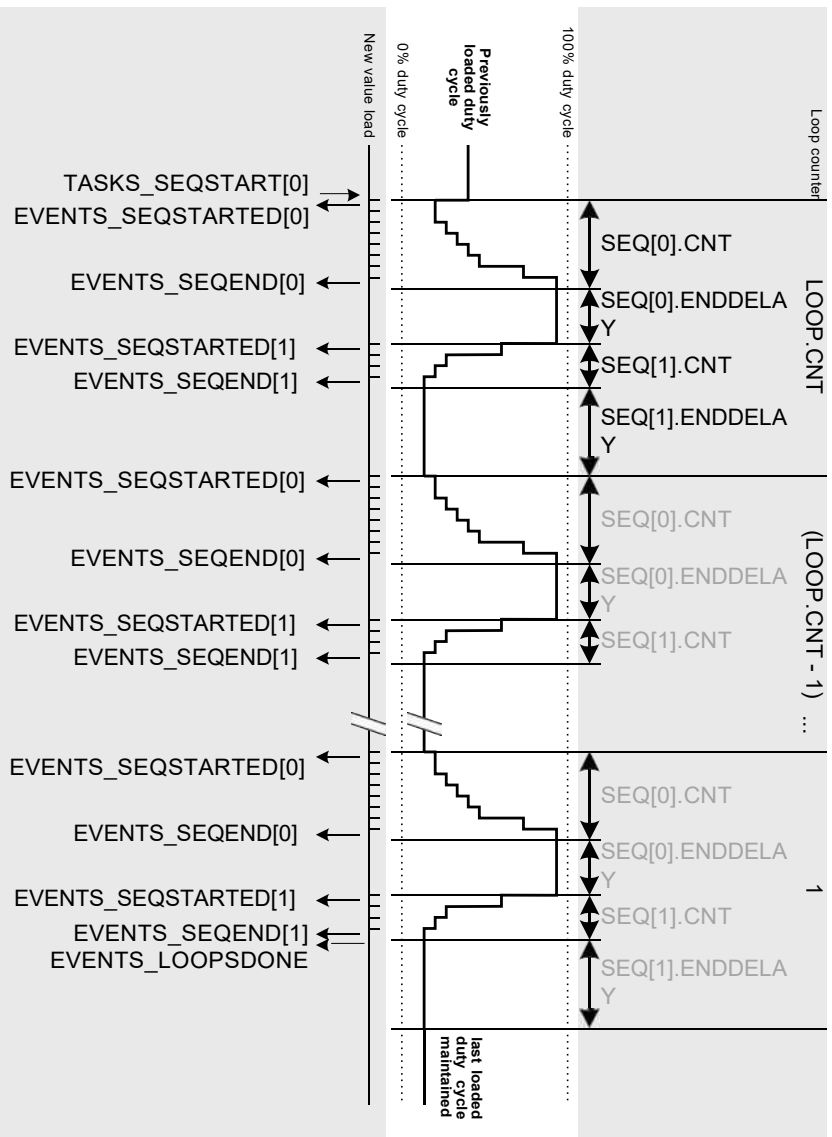 Loop counter
100% duty cycle
Previously
loaded duty
cycle
0% duty cycle
New value load
TASKS_SEQSTART[0]
EVENTS_SEQSTARTED[0]
SEQ[0].CNT
LOOP.CNT
EVENTS_SEQEND[0]
SEQ[0].ENDDELA
Y
EVENTS_SEQSTARTED[1]
SEQ[1].CNT
EVENTS_SEQEND[1]
SEQ[1].ENDDELA
Y
EVENTS_SEQSTARTED[0]
SEQ[0].CNT
(LOOP.CNT - 1) ...
EVENTS_SEQEND[0]
SEQ[0].ENDDELA
Y
EVENTS_SEQSTARTED[1]
SEQ[1].CNT
EVENTS_SEQEND[1]
EVENTS_SEQSTARTED[0]
SEQ[0].CNT
EVENTS_SEQEND[0]
SEQ[0].ENDDELA
Y
1
EVENTS_SEQSTARTED[1]
SEQ[1].CNT
EVENTS_SEQEND[1]
EVENTS_LOOPSDONE
SEQ[1].ENDDELA
Y
last loaded
duty cycle
maintained